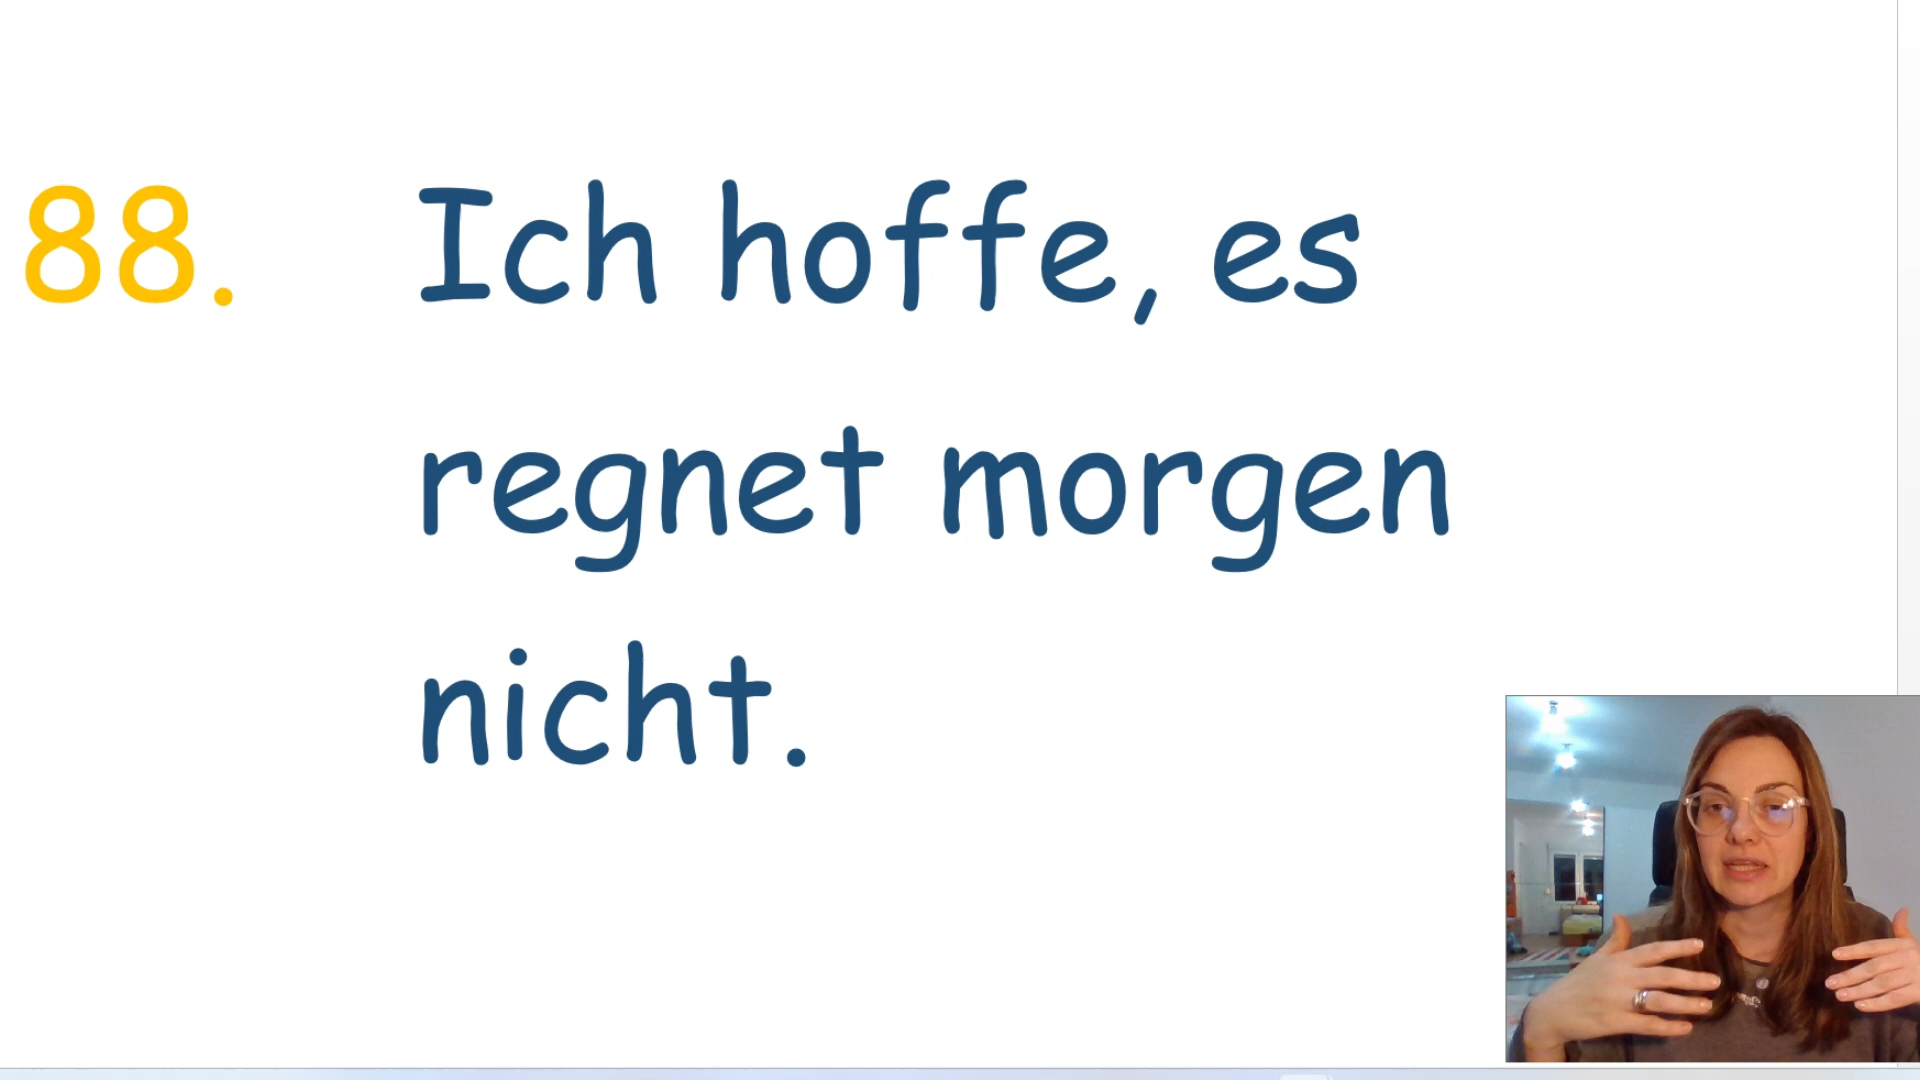 88. Ich hoffe, es
regnet morgen
nicht.